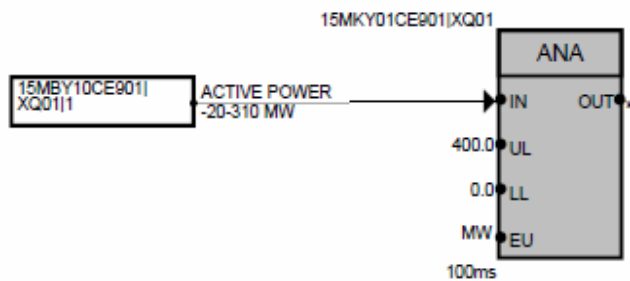 15MKY01CE901|XQ01
ANA
15MBY10CE901|
XQ01|1
ACTIVE POWER
-20-310 MW
IN
OUT
400.0
UL
0.0
LL
MW
EU
100ms